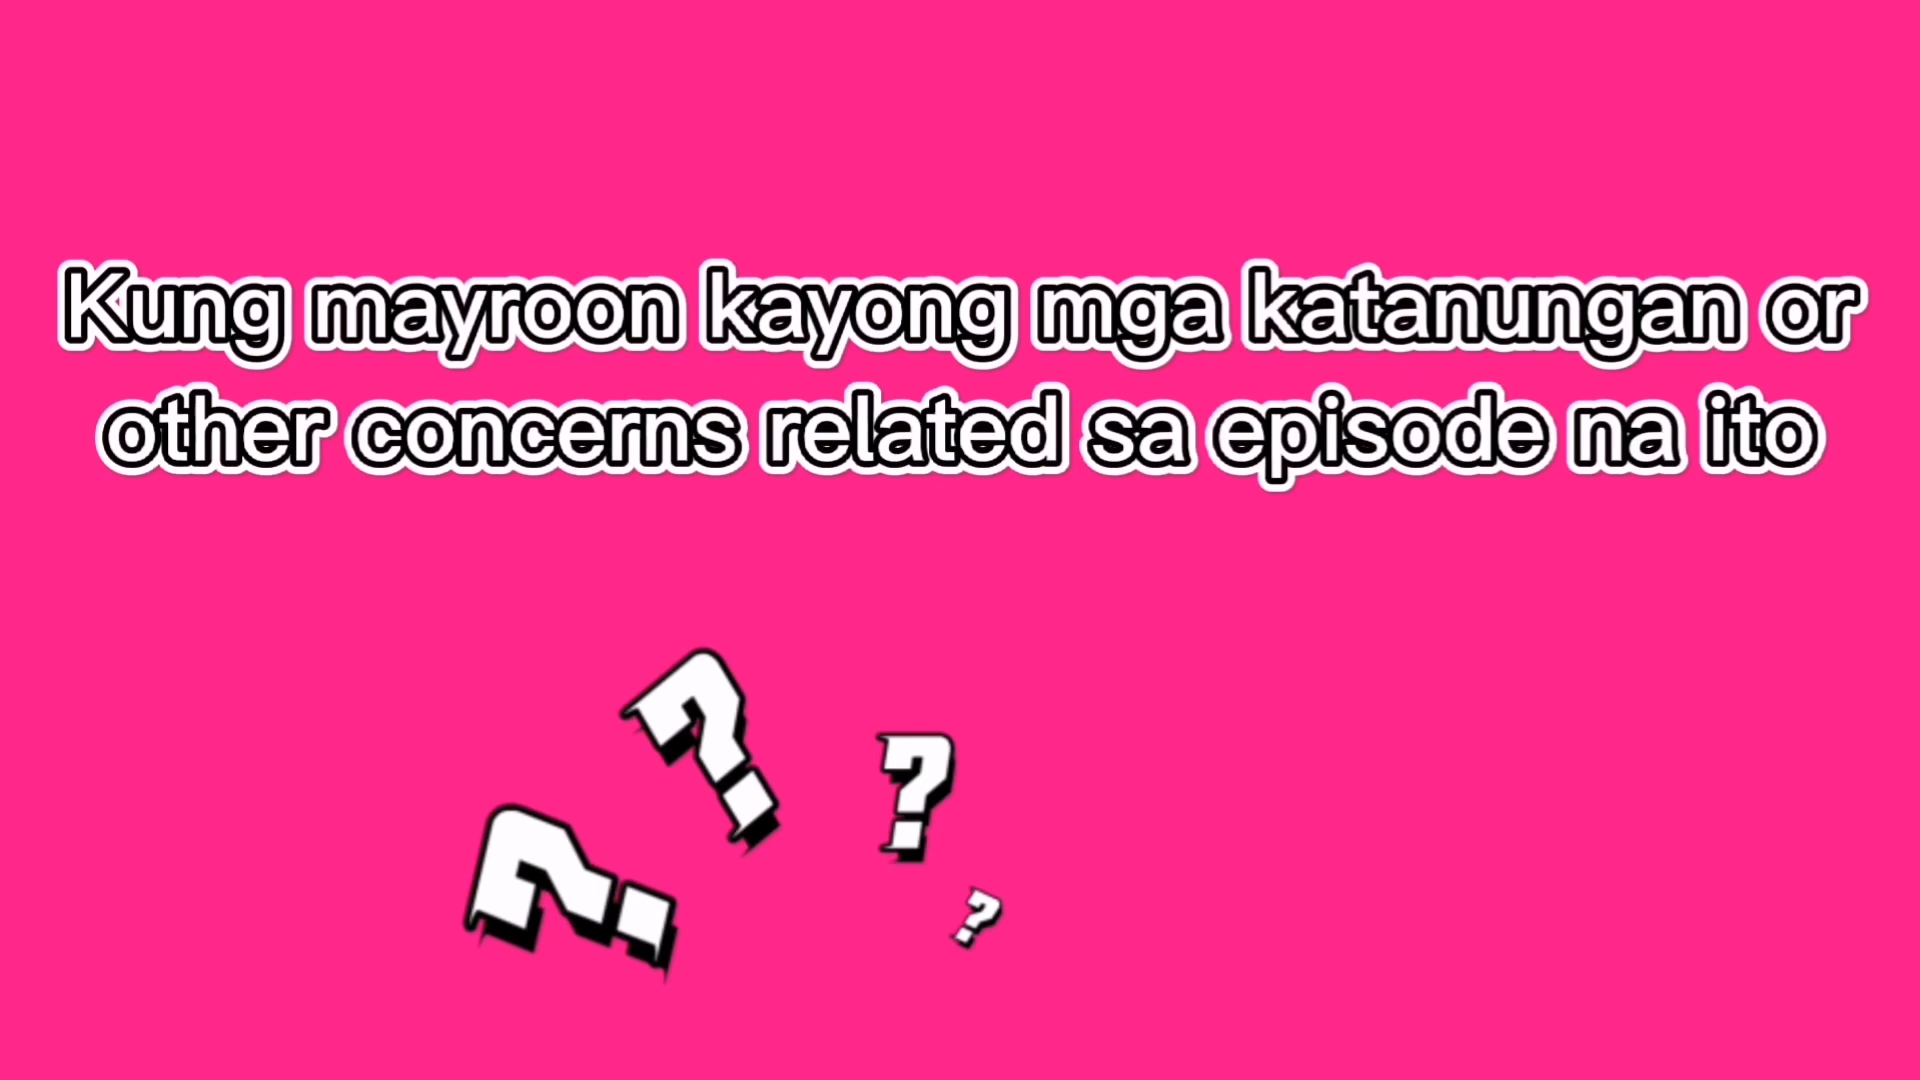 Kung mayroon kayong mga katanungan or
other concerns related sa episode na ito
? ? ? ?